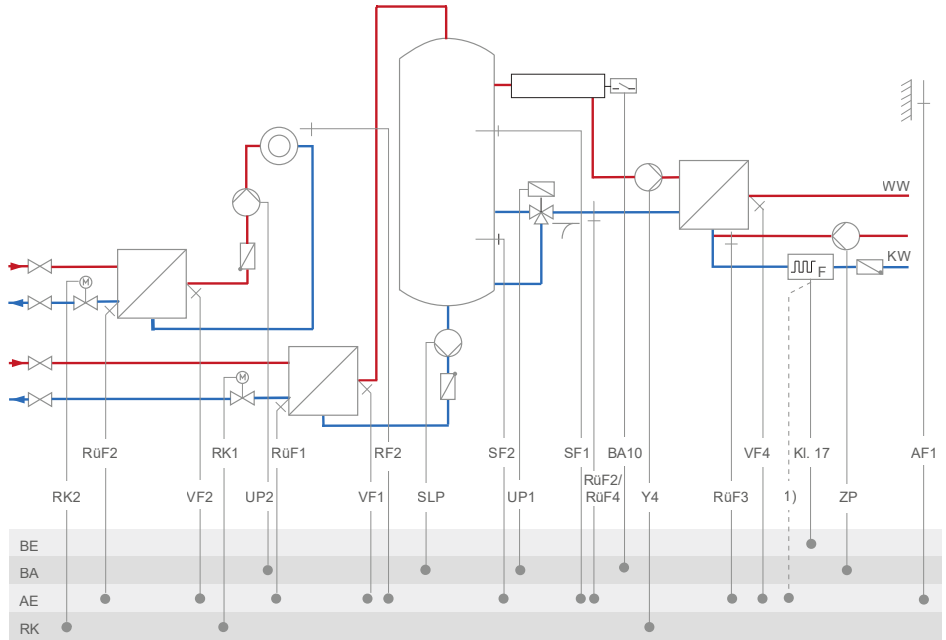 WW
F
KW
M
M
RüF2
RK1
RüF1
RF2
SF2
SF1
BA10
VF4
Kl. 17
AF1
RüF2/
RüF4
RK2
VF2
UP2
VF1
SLP
UP1
Y4
RüF3
1)
ZP
BE
BA
AE
RK